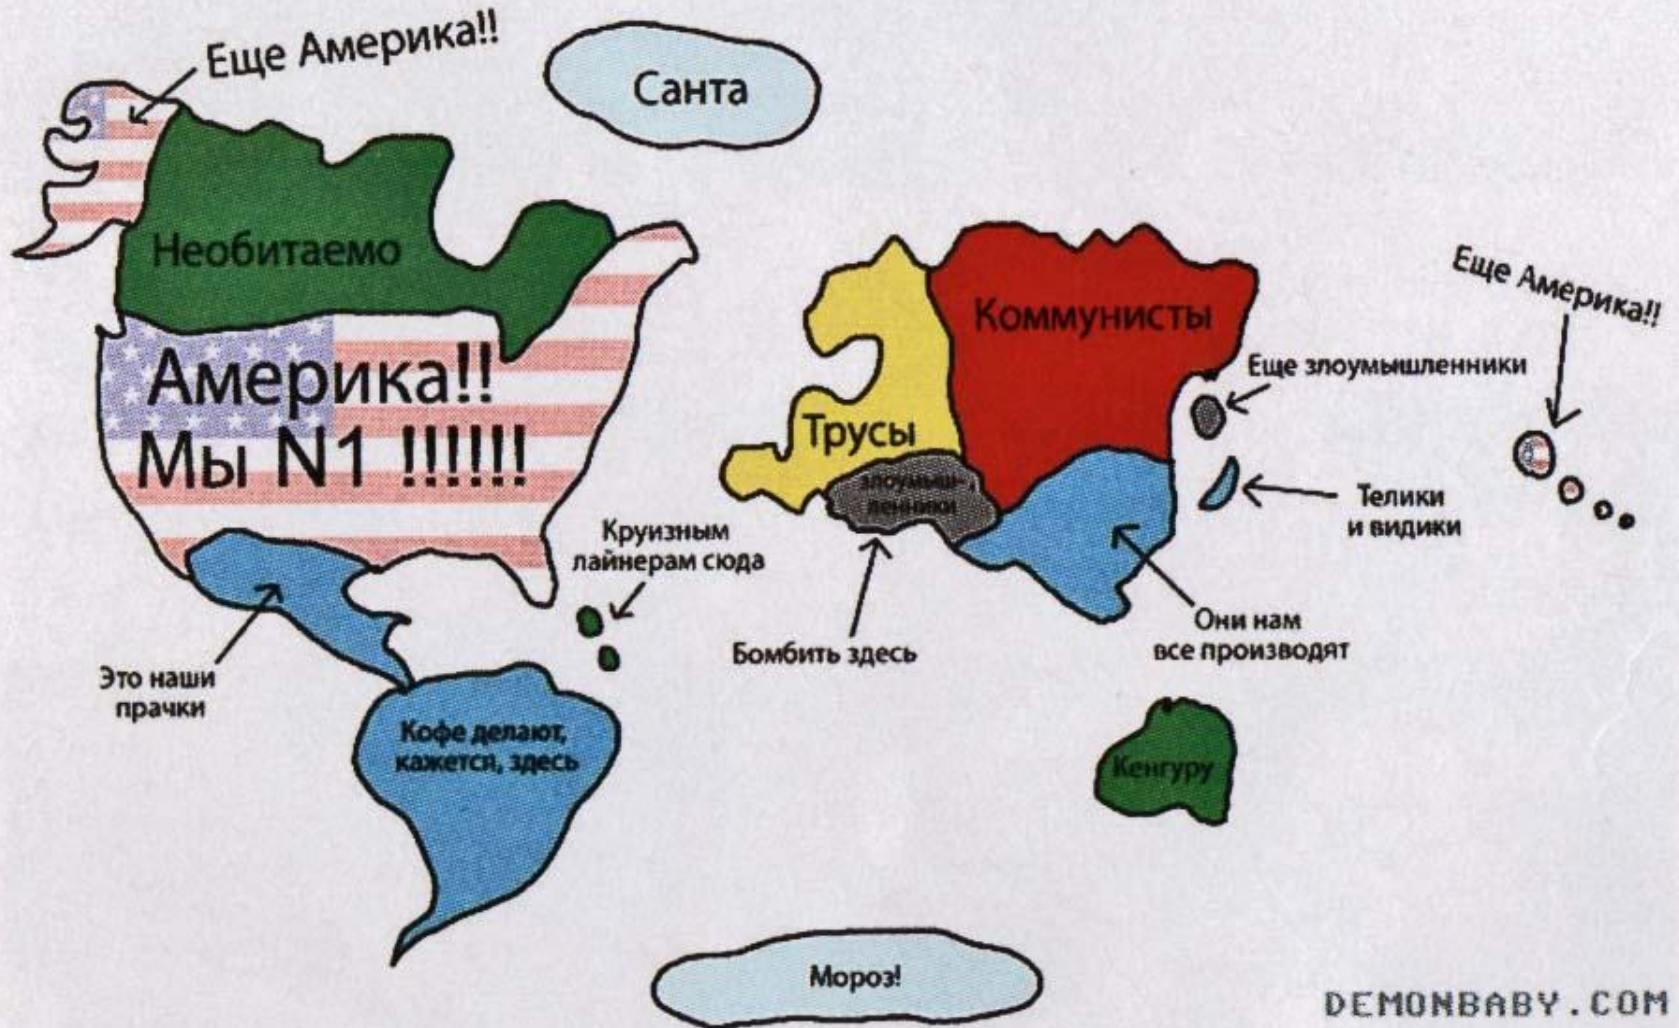 Еще Америка!!
Санта
Необитаемо
Америка!!
Мы N1 !!!!!!
Коммунисты
Еще Америка!!
Еще злоумышленники
Трусы
злоумыш-
ленники
Телики
и видики
Круизным
лайнерам сюда
Бомбить здесь
Они нам
все производят
Это наши
прачки
Кофе делают,
кажется, здесь
Кенгуру
Мороз!
DEMONBABY.COM